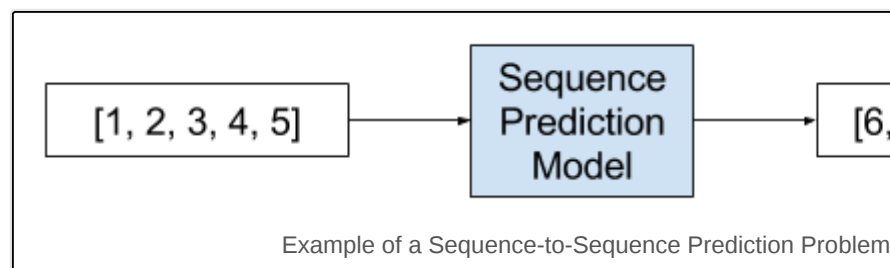 [1, 2, 3, 4, 5]
Sequence
Prediction
Model
[6,
Example of a Sequence-to-Sequence Prediction Problem